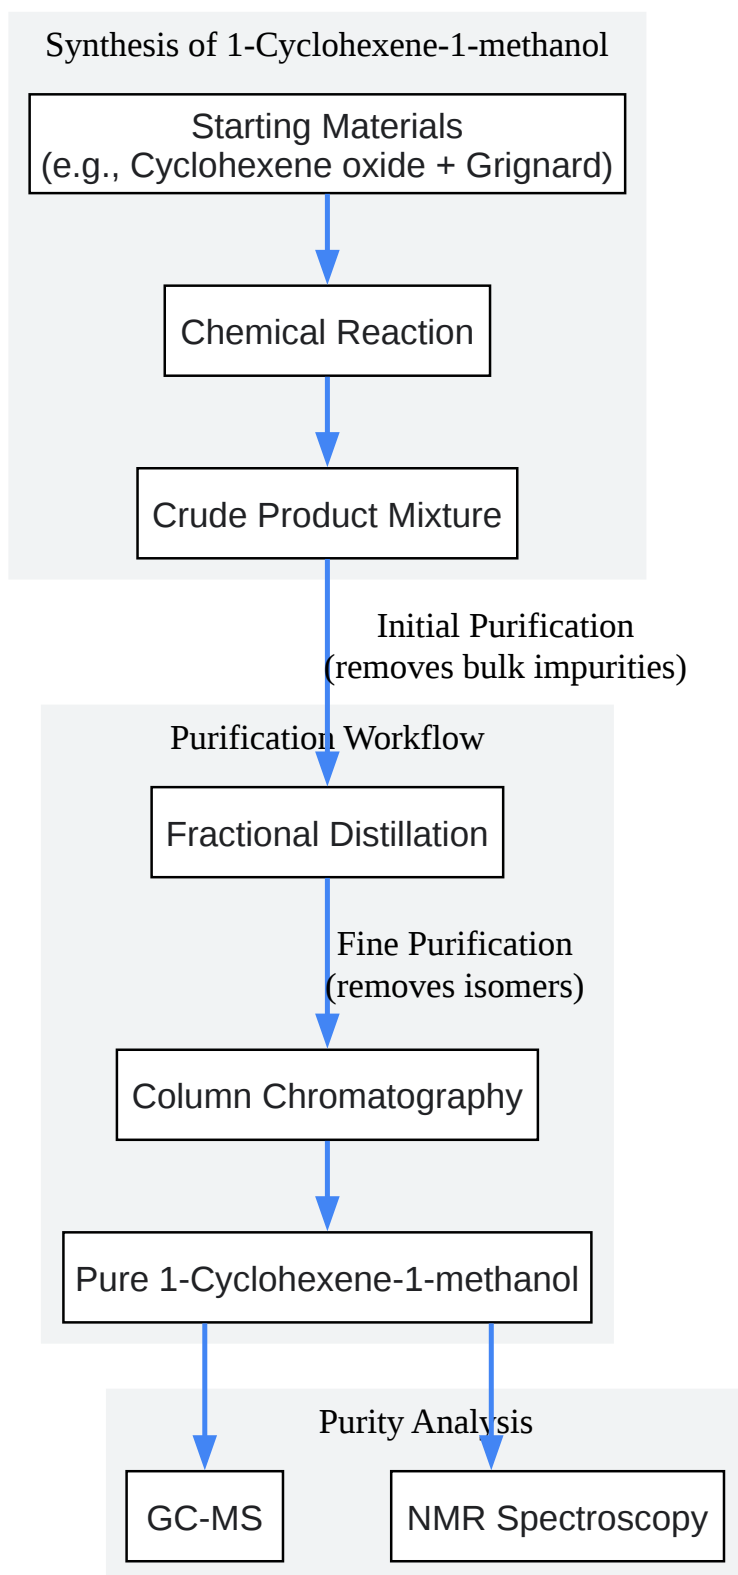 Synthesis of 1-Cyclohexene-1-methanol
Starting Materials
(e.g., Cyclohexene oxide + Grignard)
Chemical Reaction
Crude Product Mixture
Initial Purification
(removes bulk impurities)
Purification Workflow
Fractional Distillation
Fine Purification
(removes isomers)
Column Chromatography
Pure 1-Cyclohexene-1-methanol
Purity Analysis
GC-MS
NMR Spectroscopy